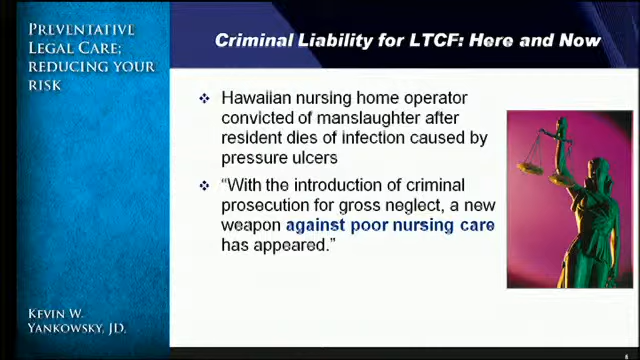 PREVENTATIVE
LEGAL CARE;
REDUCING YOUR
RISK
Criminal Liability for LTCF: Here and Now
❖ Hawaiian nursing home operator
convicted of manslaughter after
resident dies of infection caused by
pressure ulcers
❖ “With the introduction of criminal
prosecution for gross neglect, a new
weapon against poor nursing care
has appeared.”
KEVIN W.
YANKOWSKY, JD.